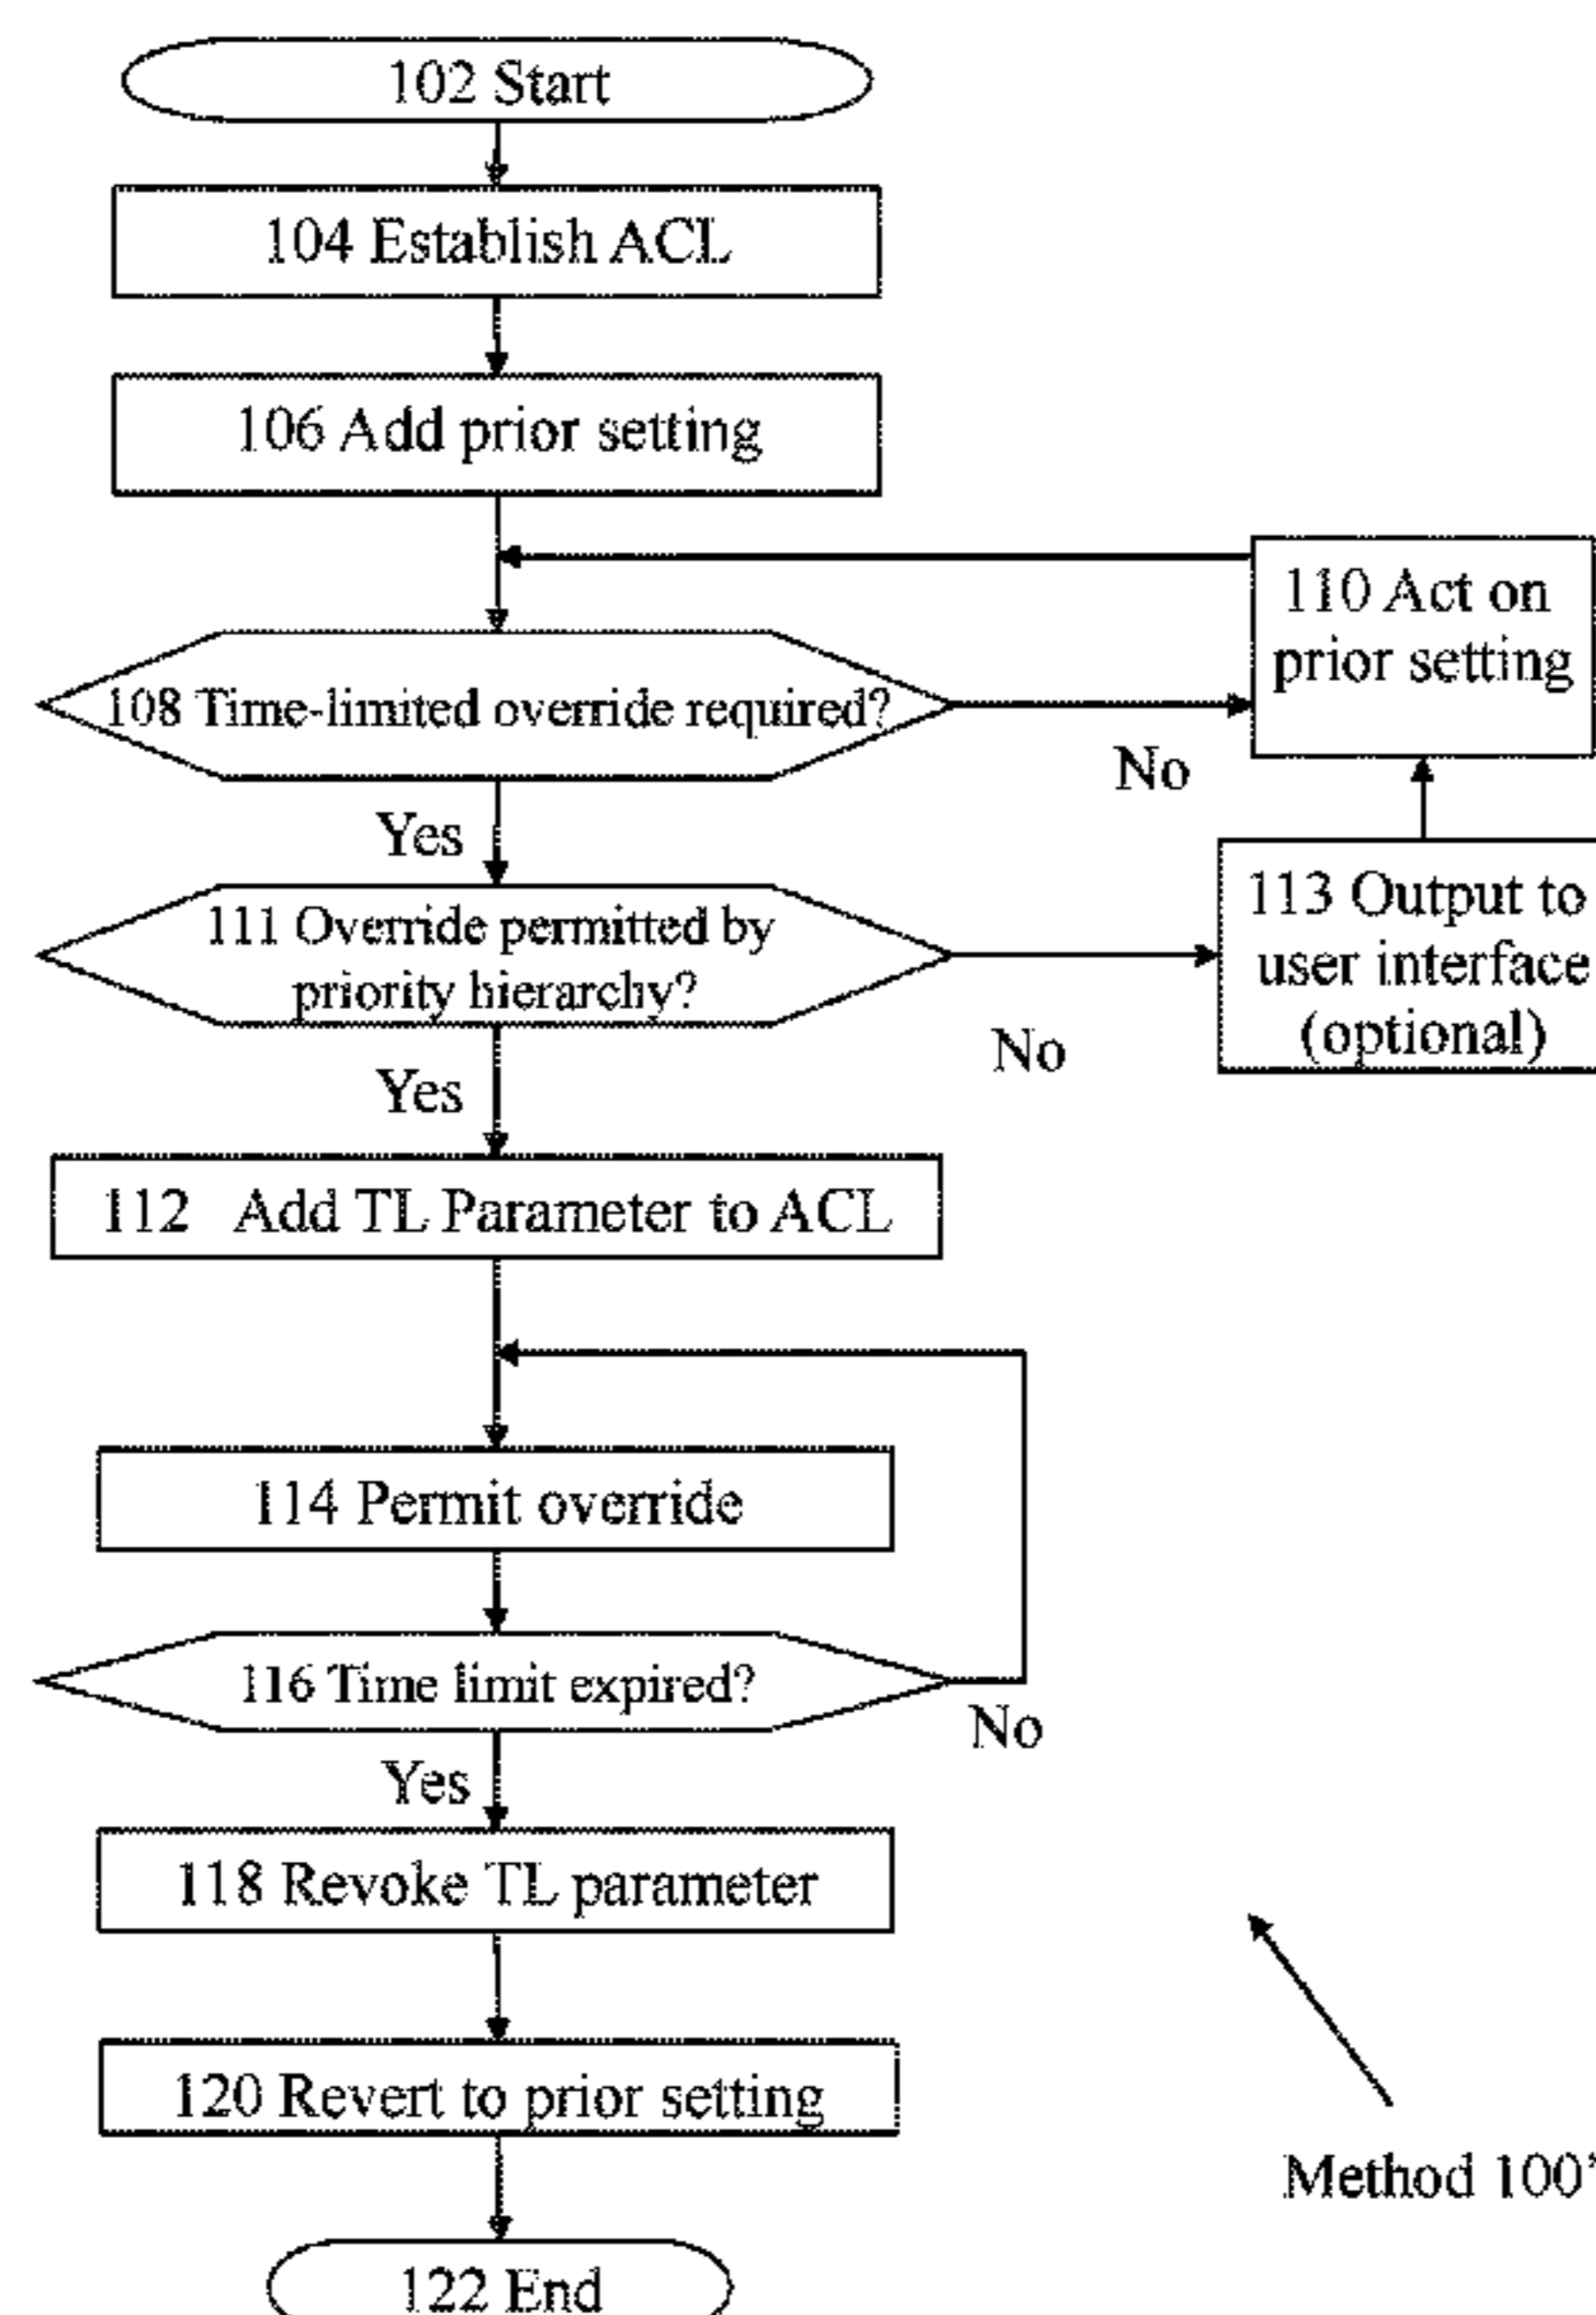 102 Start
104 Establish ACL
106 Add prior setting
110 Act on
prior setting
108 Time-limited override required?
No
Yes
111 Override permitted by
priority hierarchy?
113 Output to
user interface
(optional)
No
Yes
112 Add TL Parameter to ACL
114 Permit override
116 Time limit expired?
No
Yes
118 Revoke TL parameter
120 Revert to prior setting
Method 100'
122 End